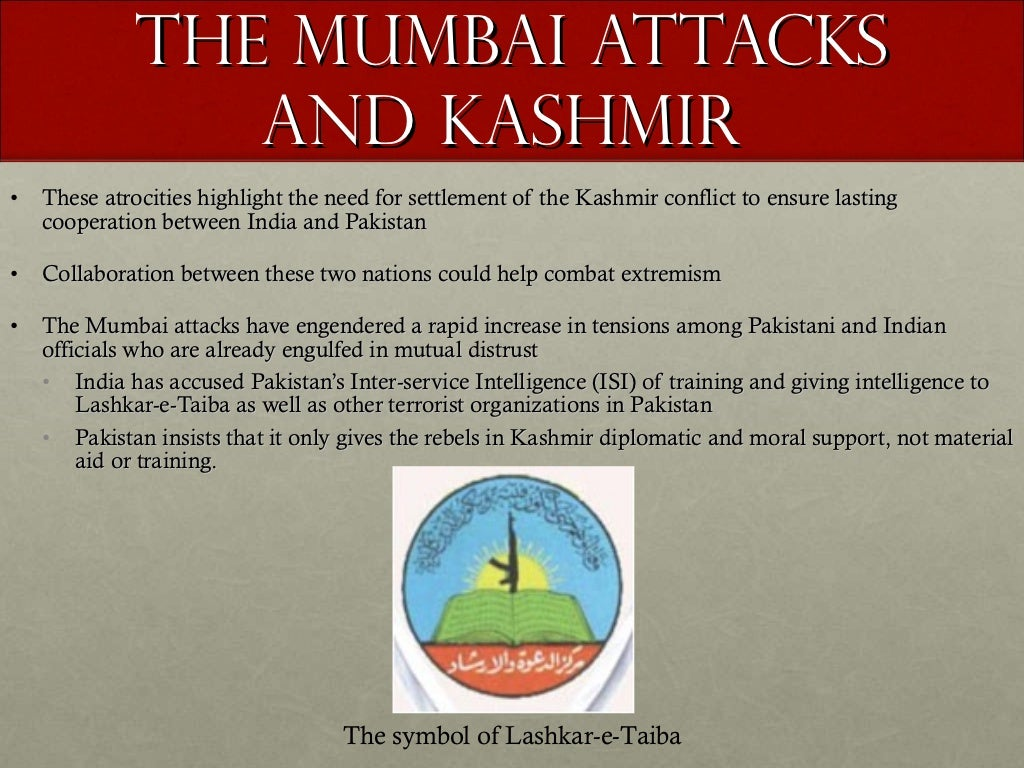 THE MUMBAI ATTACKS
AND KASHMIR
• These atrocities highlight the need for settlement of the Kashmir conflict to ensure lasting
cooperation between India and Pakistan
• Collaboration between these two nations could help combat extremism
• The Mumbai attacks have engendered a rapid increase in tensions among Pakistani and Indian
officials who are already engulfed in mutual distrust
• India has accused Pakistan's Inter-service Intelligence (ISI) of training and giving intelligence to
Lashkar-e-Taiba as well as other terrorist organizations in Pakistan
• Pakistan insists that it only gives the rebels in Kashmir diplomatic and moral support, not material
aid or training.
مركز الدعوة والارشاد
The symbol of Lashkar-e-Taiba